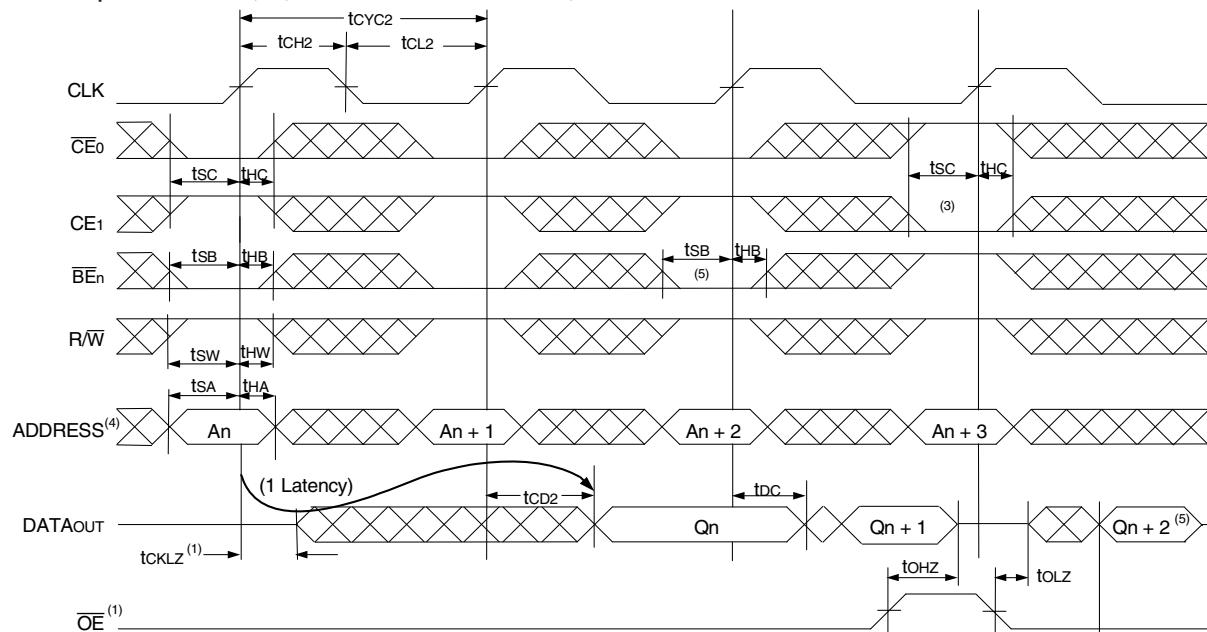 tCYC2
tCH2 tCL2
CLK
CE0
tSC tHC tSC tHC
CE1 (3)
tSB tHB tSB tHB
BEn (5)
R/W
tSW tHW
tSA tHA
ADDRESS(4) An An + 1 An + 2 An + 3
(1 Latency) tCD2 tDC
DATAOUT Qn Qn + 1 Qn + 2 (5)
tCKLZ (1) tOHZ tOLZ
OE (1)